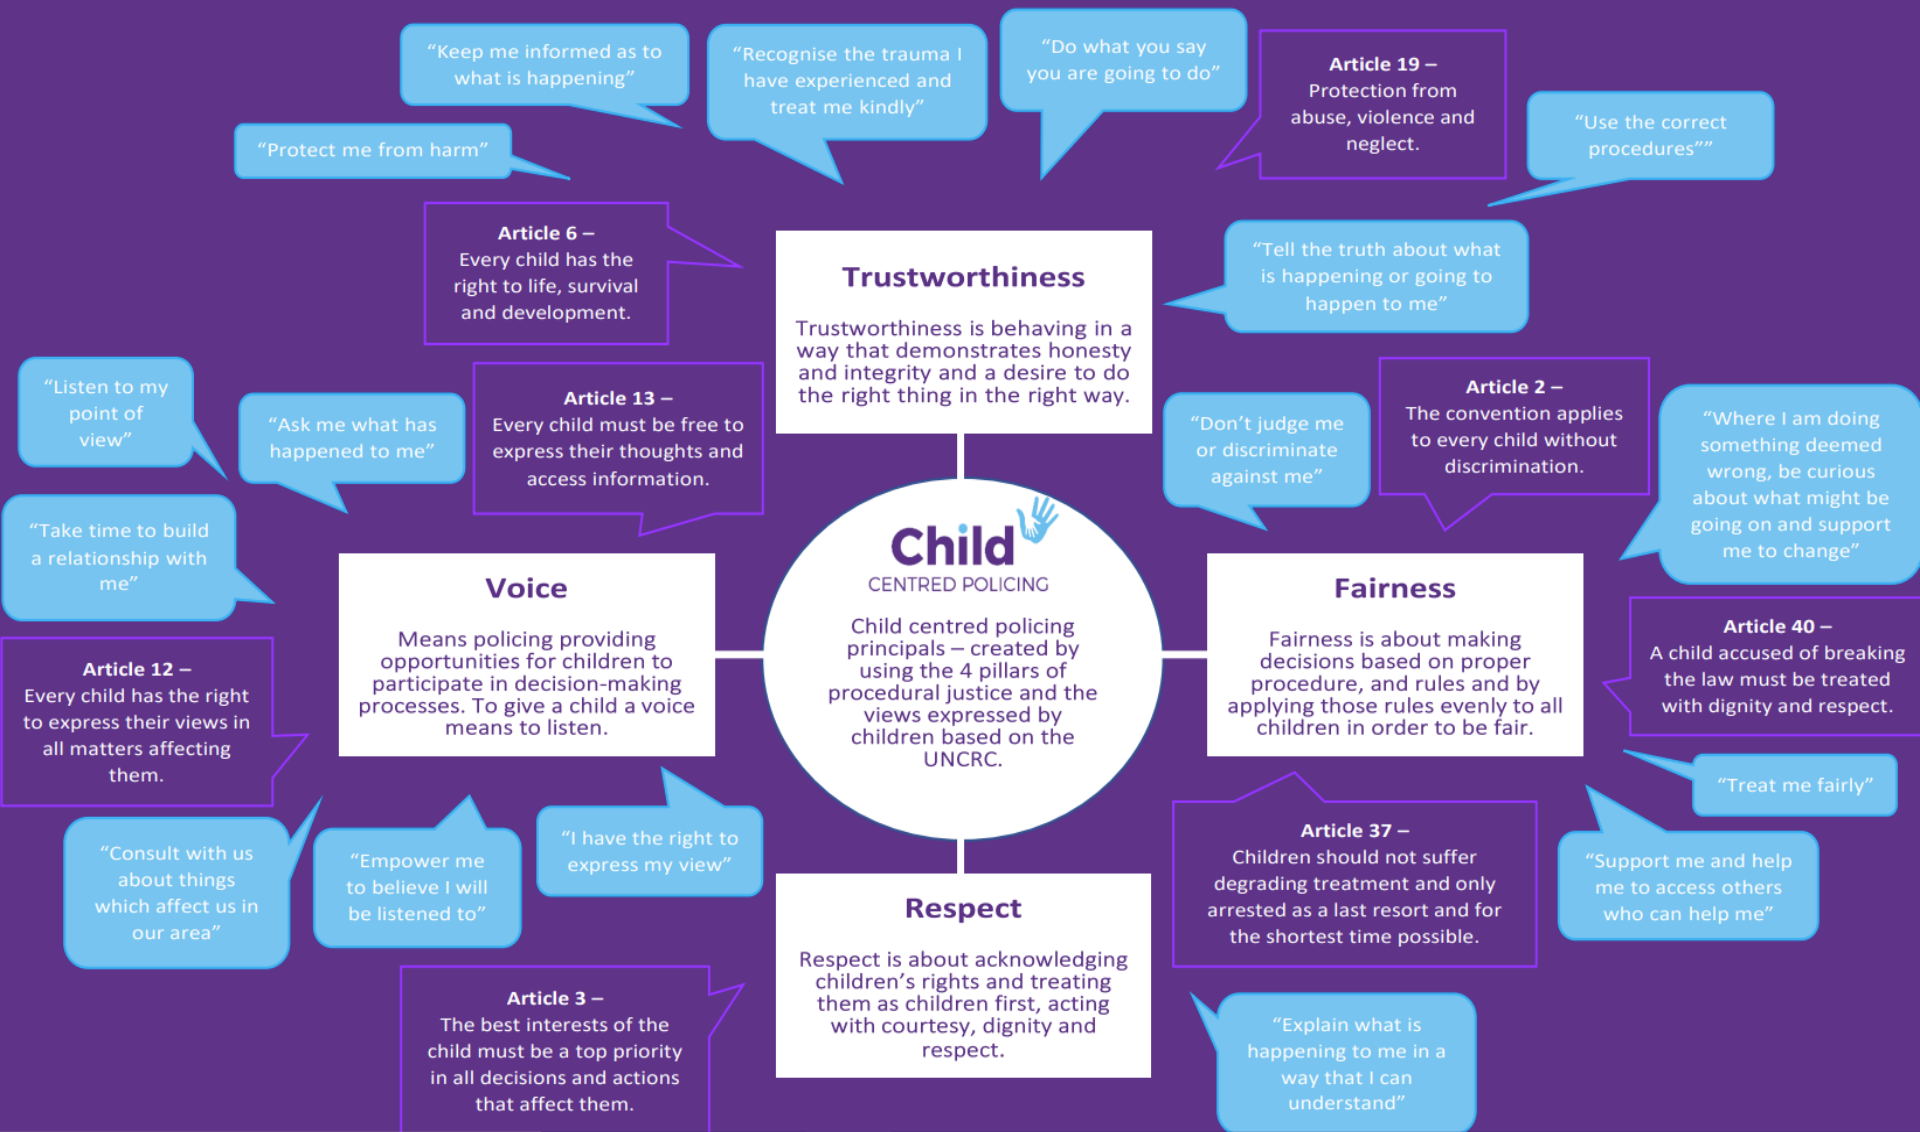 “Keep me informed as to
what is happening”
“Recognise the trauma I
have experienced and
treat me kindly”
“Do what you say
you are going to do”
Article 19 –
Protection from
abuse, violence and
neglect.
“Use the correct
procedures””
“Protect me from harm”
Article 6 –
Every child has the
right to life, survival
and development.
Trustworthiness
Trustworthiness is behaving in a
way that demonstrates honesty
and integrity and a desire to do
the right thing in the right way.
“Tell the truth about what
is happening or going to
happen to me”
“Listen to my
point of
view”
“Ask me what has
happened to me”
Article 13 –
Every child must be free to
express their thoughts and
access information.
“Don’t judge me
or discriminate
against me”
Article 2 –
The convention applies
to every child without
discrimination.
“Where I am doing
something deemed
wrong, be curious
about what might be
going on and support
me to change”
“Take time to build
a relationship with
me”
Voice
Means policing providing
opportunities for children to
participate in decision-making
processes. To give a child a voice
means to listen.
Child
CENTRED POLICING
Child centred policing
principals – created by
using the 4 pillars of
procedural justice and the
views expressed by
children based on the
UNCRC.
Fairness
Fairness is about making
decisions based on proper
procedure, and rules and by
applying those rules evenly to all
children in order to be fair.
Article 40 –
A child accused of breaking
the law must be treated
with dignity and respect.
Article 12 –
Every child has the right
to express their views in
all matters affecting
them.
“Treat me fairly”
“Consult with us
about things
which affect us in
our area”
“Empower me
to believe I will
be listened to”
“I have the right to
express my view”
Respect
Respect is about acknowledging
children’s rights and treating
them as children first, acting
with courtesy, dignity and
respect.
Article 37 –
Children should not suffer
degrading treatment and only
arrested as a last resort and for
the shortest time possible.
“Support me and help
me to access others
who can help me”
Article 3 –
The best interests of the
child must be a top priority
in all decisions and actions
that affect them.
“Explain what is
happening to me in a
way that I can
understand”